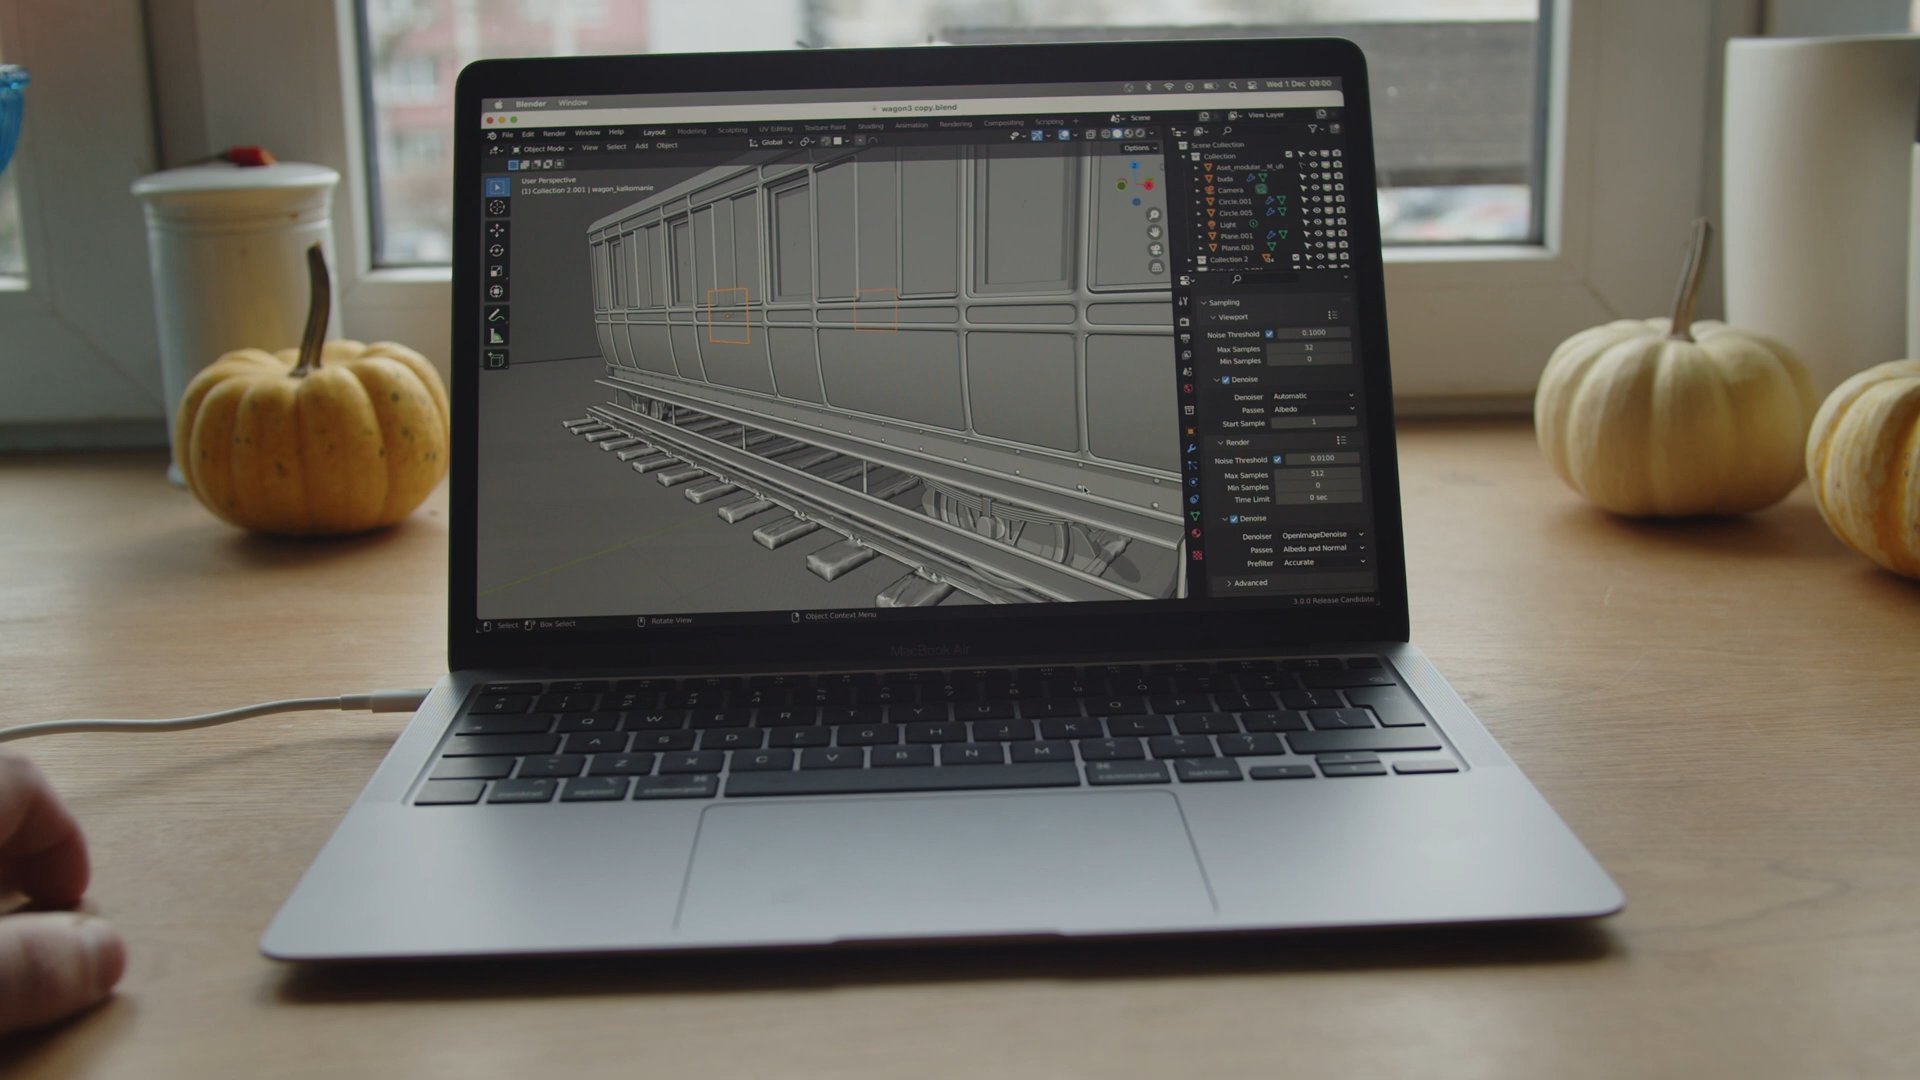 Blender Window Wed 1 Dec 09:00
wagon3 copy.blend
File Edit Render Window Help Layout Modeling Sculpting UV Editing Texture Paint Shading Animation Rendering Compositing Scripting + Scene View Layer
Object Mode View Select Add Object Global
Options
User Perspective
(1) Collection 2.001 | wagon_kalkomanie
Scene Collection
Collection
buds
Camera
Circle.001
Circle.005
Light
Plane.001
Plane.003
Collection 2
Sampling
Viewport
Noise Threshold 0.1000
Max Samples 32
Min Samples 0
Denoise
Denoiser Automatic
Passes Albedo
Start Sample 1
Render
Noise Threshold 0.0100
Max Samples 512
Min Samples 0
Time Limit 0 sec
Denoise
Denoiser OpenImageDenoise
Passes Albedo and Normal
Prefilter Accurate
Advanced
3.0.0 Release Candidate
Select Box Select Rotate View Object Context Menu
MacBook Air
Q W E R T Y U I O P
A S D F G H J K L
Z X C V B N M
control option command command option